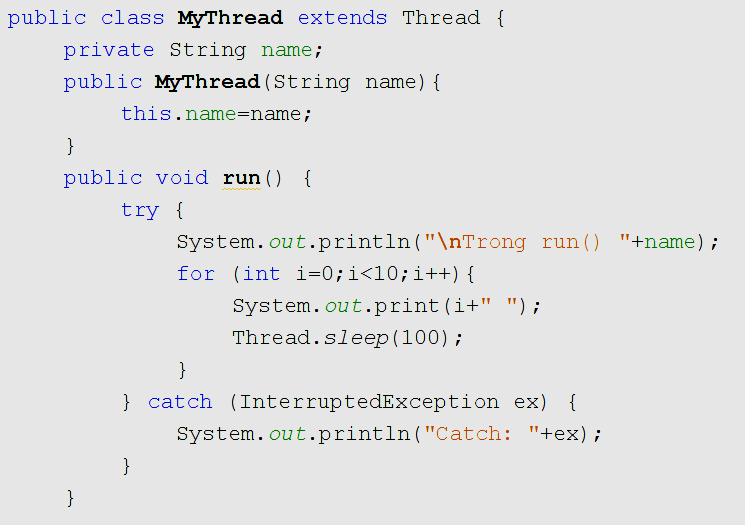 public class MyThread extends Thread {
    private String name;
    public MyThread(String name){
        this.name=name;
    }
    public void run() {
        try {
            System.out.println("\nTrong run() "+name);
            for (int i=0;i<10;i++){
                System.out.print(i+" ");
                Thread.sleep(100);
            }
        } catch (InterruptedException ex) {
            System.out.println("Catch: "+ex);
        }
    }